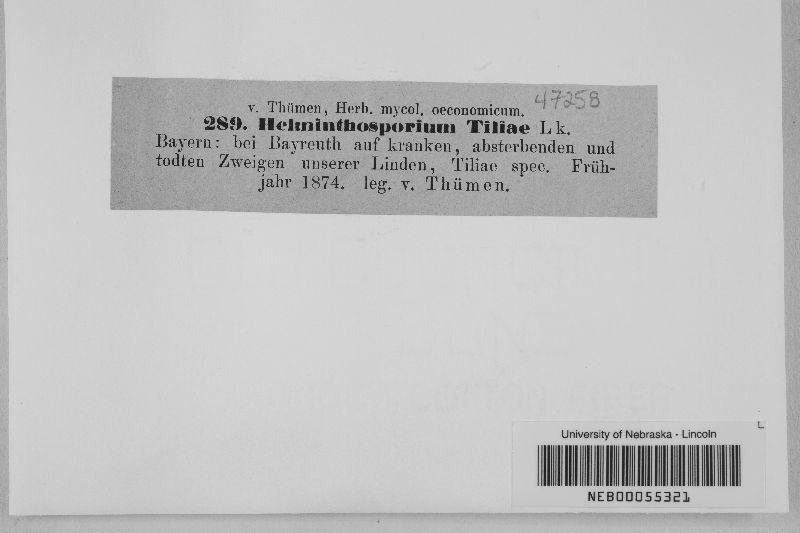 v. Thümen, Herb. mycol. oeconomicum. 47258
289. Helminthosporium Tiliae Lk.
Bayern: bei Bayreuth auf kranken, absterbenden und
todten Zweigen unserer Linden, Tiliae spec. Früh-
jahr 1874. leg. v. Thümen.
University of Nebraska - Lincoln
NEB00055321